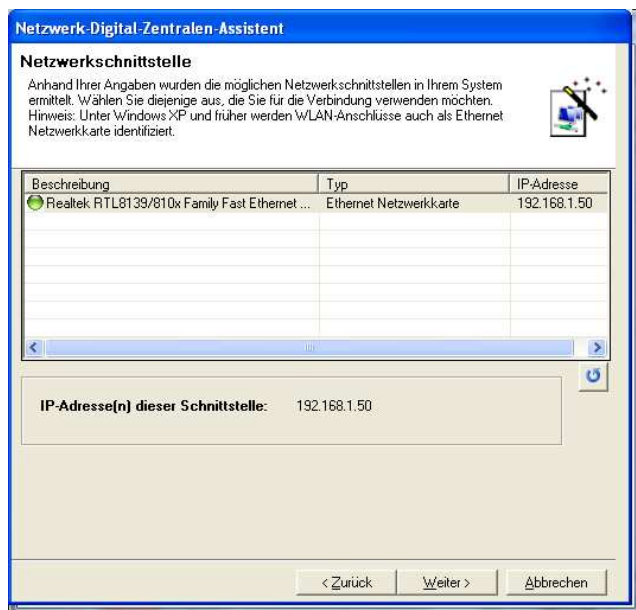 Netzwerk-Digital-Zentralen-Assistent
Netzwerkschnittstelle
Anhand Ihrer Angaben wurden die möglichen Netzwerkschnittstellen in Ihrem System
ermittelt. Wählen Sie diejenige aus, die Sie für die Verbindung verwenden möchten.
Hinweis: Unter Windows XP und früher werden WLAN-Anschlüsse auch als Ethernet
Netzwerkkarte identifiziert.
Beschreibung Typ IP-Adresse
Realtek RTL8139/810x Family Fast Ethernet ... Ethernet Netzwerkkarte 192.168.1.50
IP-Adresse(n) dieser Schnittstelle: 192.168.1.50
< Zurück Weiter > Abbrechen